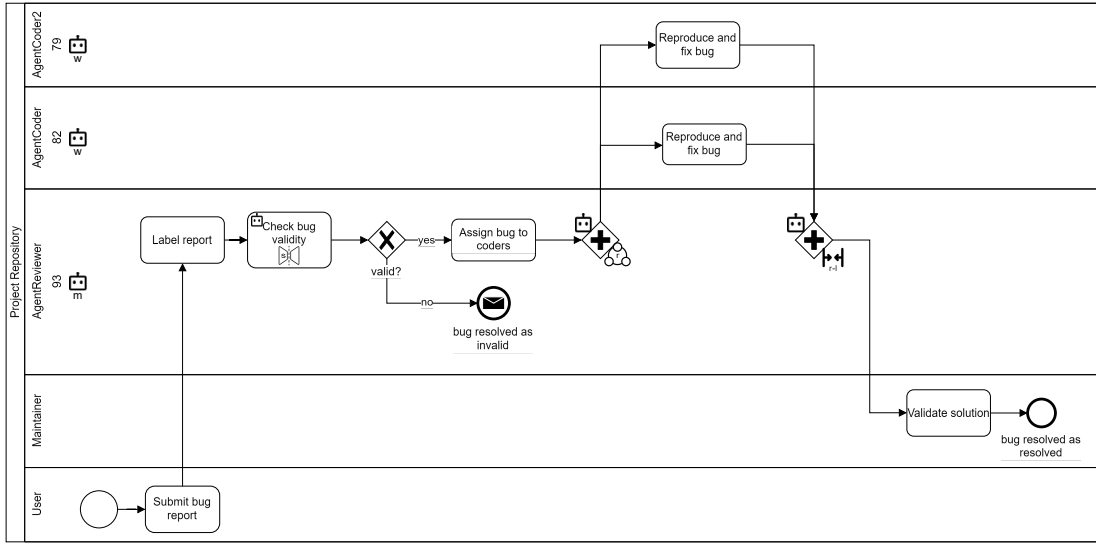 Project Repository
AgentCoder2
79
w
Reproduce and
fix bug
AgentCoder
82
w
Reproduce and
fix bug
AgentReviewer
93
m
Label report
Check bug
validity
s
valid?
yes
no
bug resolved as
invalid
Assign bug to
coders
r
r-l
Maintainer
Validate solution
bug resolved as
resolved
User
Submit bug
report